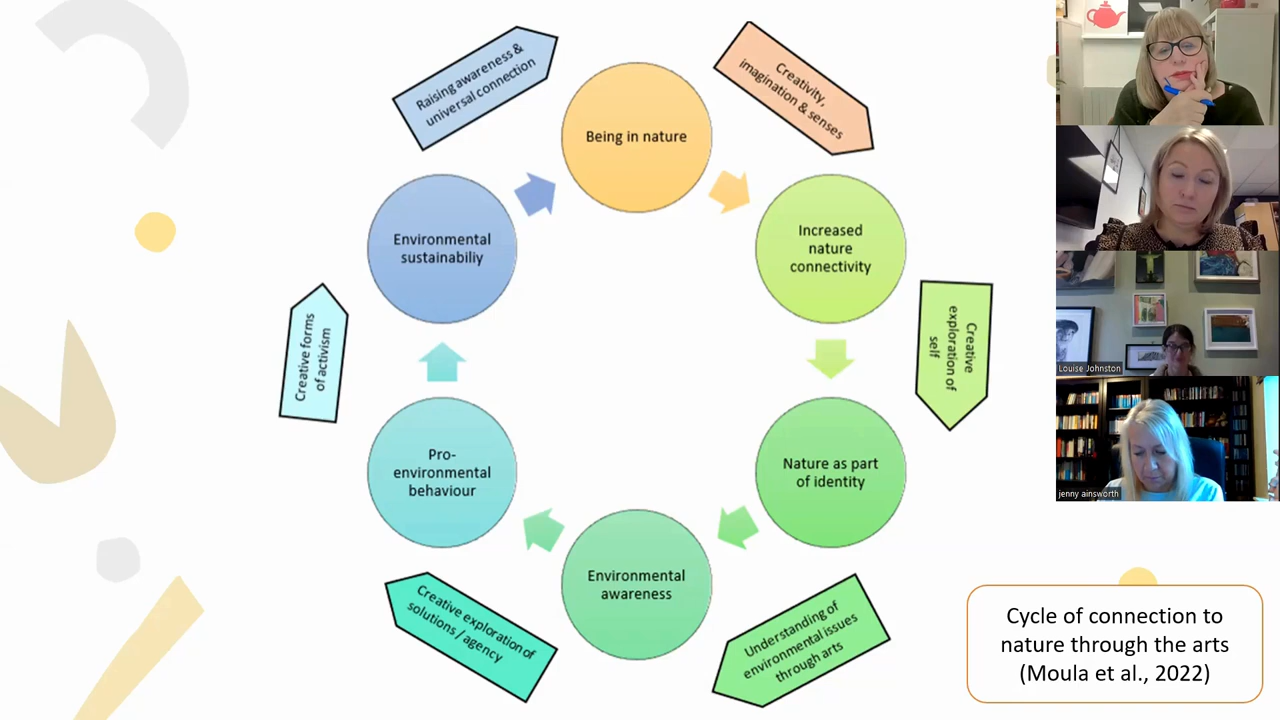 Raising awareness &
universal connection
Being in nature
Creativity,
imagination & senses
Increased
nature
connectivity
Creative
exploration of
self
Nature as part
of identity
Understanding of
environmental issues
through arts
Environmental
awareness
Creative exploration of
solutions / agency
Pro-
environmental
behaviour
Creative forms
of activism
Environmental
sustainabiliy
Louise Johnston
jenny ainsworth
Cycle of connection to
nature through the arts
(Moula et al., 2022)